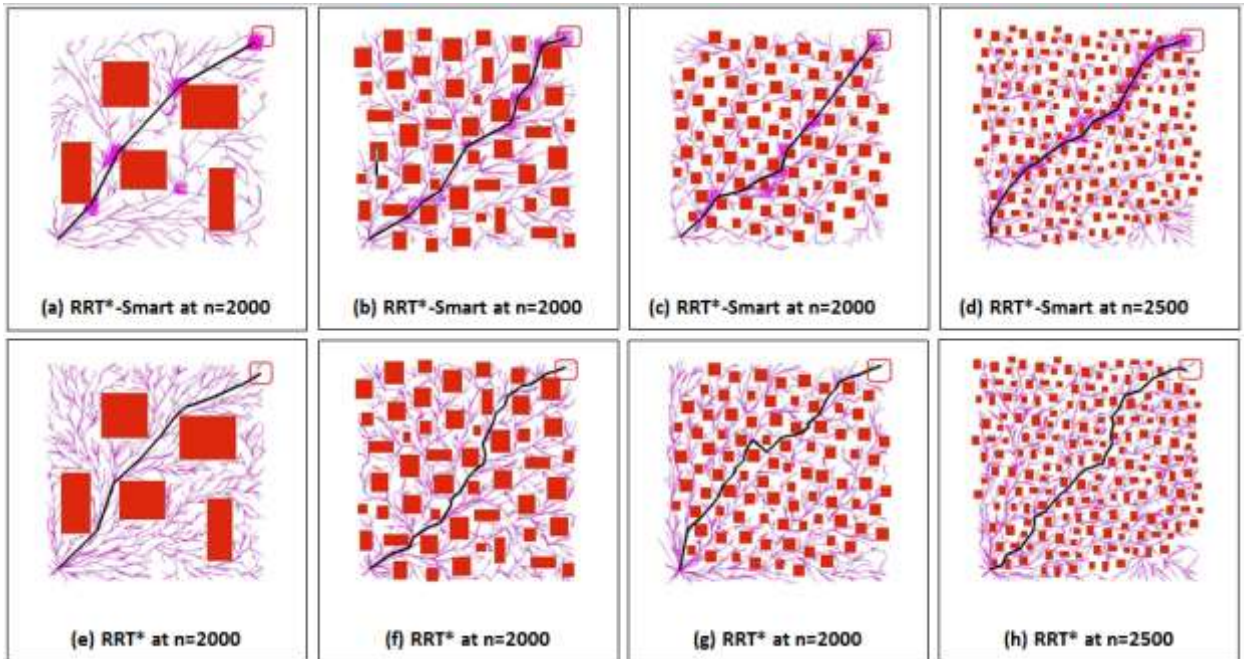 (a) RRT*-Smart at n=2000
(b) RRT*-Smart at n=2000
(c) RRT*-Smart at n=2000
(d) RRT*-Smart at n=2500
(e) RRT* at n=2000
(f) RRT* at n=2000
(g) RRT* at n=2000
(h) RRT* at n=2500